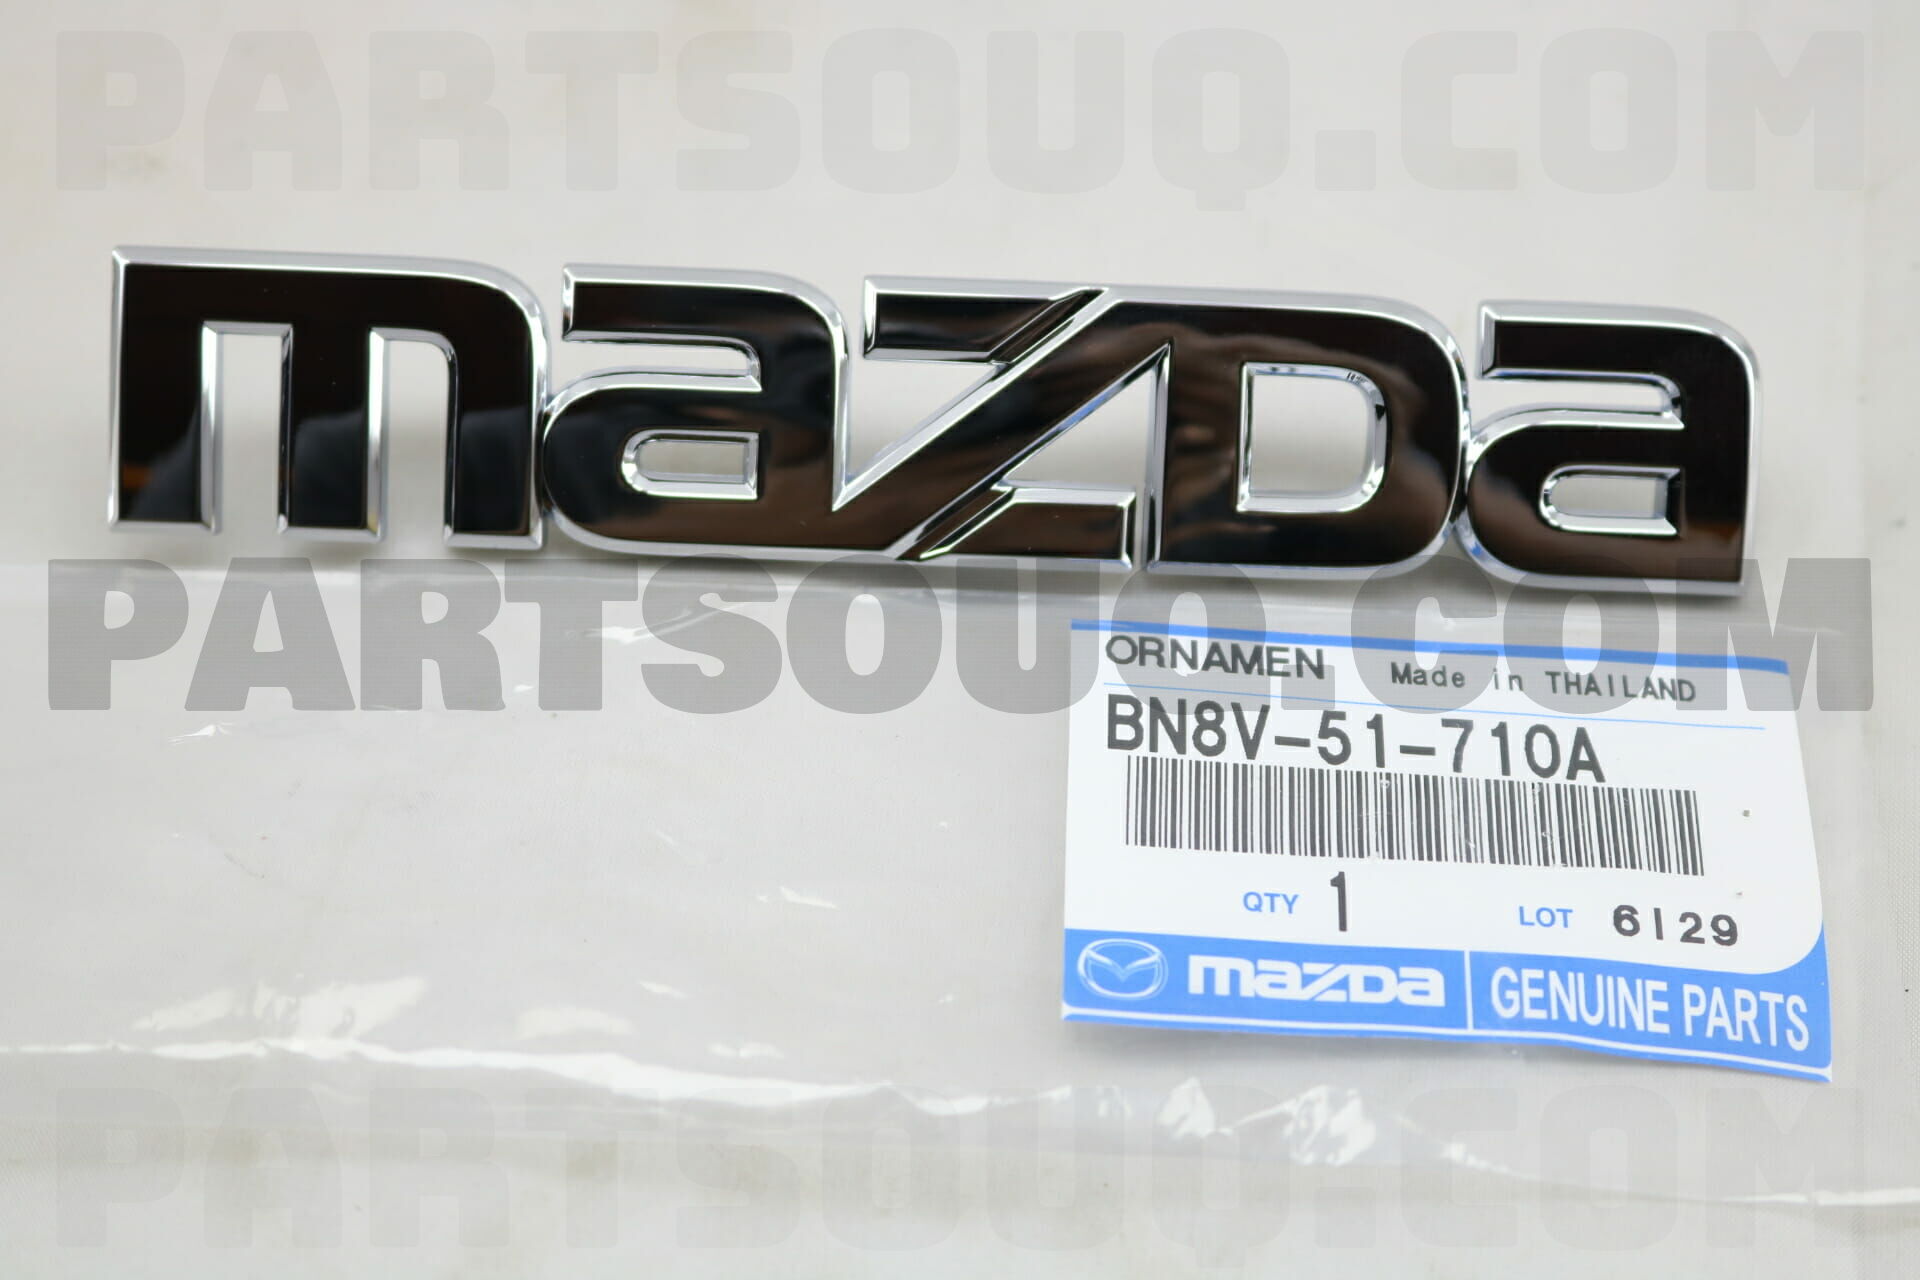 PARTSOUQ.COM
mazda
PARTSOUQ.COM
ORNAMEN Made in THAILAND
BN8V-51-710A
QTY 1 LOT 6129
mazda GENUINE PARTS
PARTSOUQ.COM